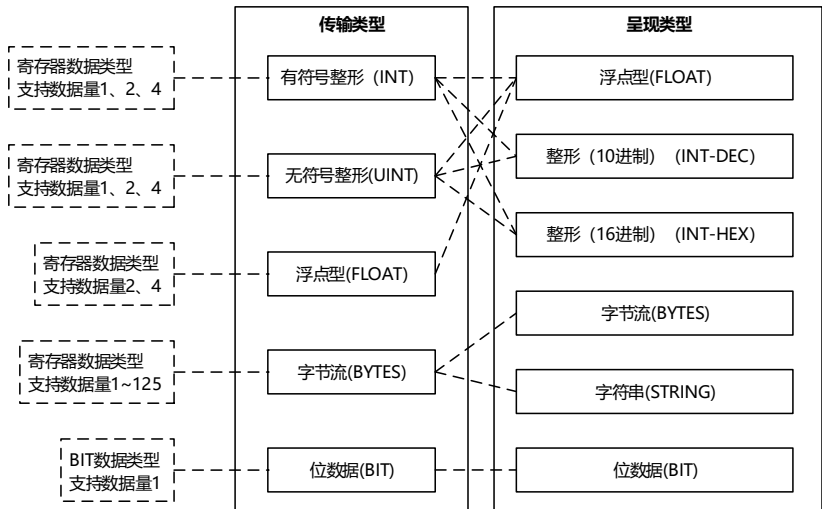 传输类型
呈现类型
寄存器数据类型
支持数据量1、2、4
有符号整形（INT）
浮点型(FLOAT)
整形（10进制）（INT-DEC）
寄存器数据类型
支持数据量1、2、4
无符号整形(UINT)
整形（16进制）（INT-HEX）
寄存器数据类型
支持数据量2、4
浮点型(FLOAT)
字节流(BYTES)
寄存器数据类型
支持数据量1~125
字节流(BYTES)
字符串(STRING)
BIT数据类型
支持数据量1
位数据(BIT)
位数据(BIT)